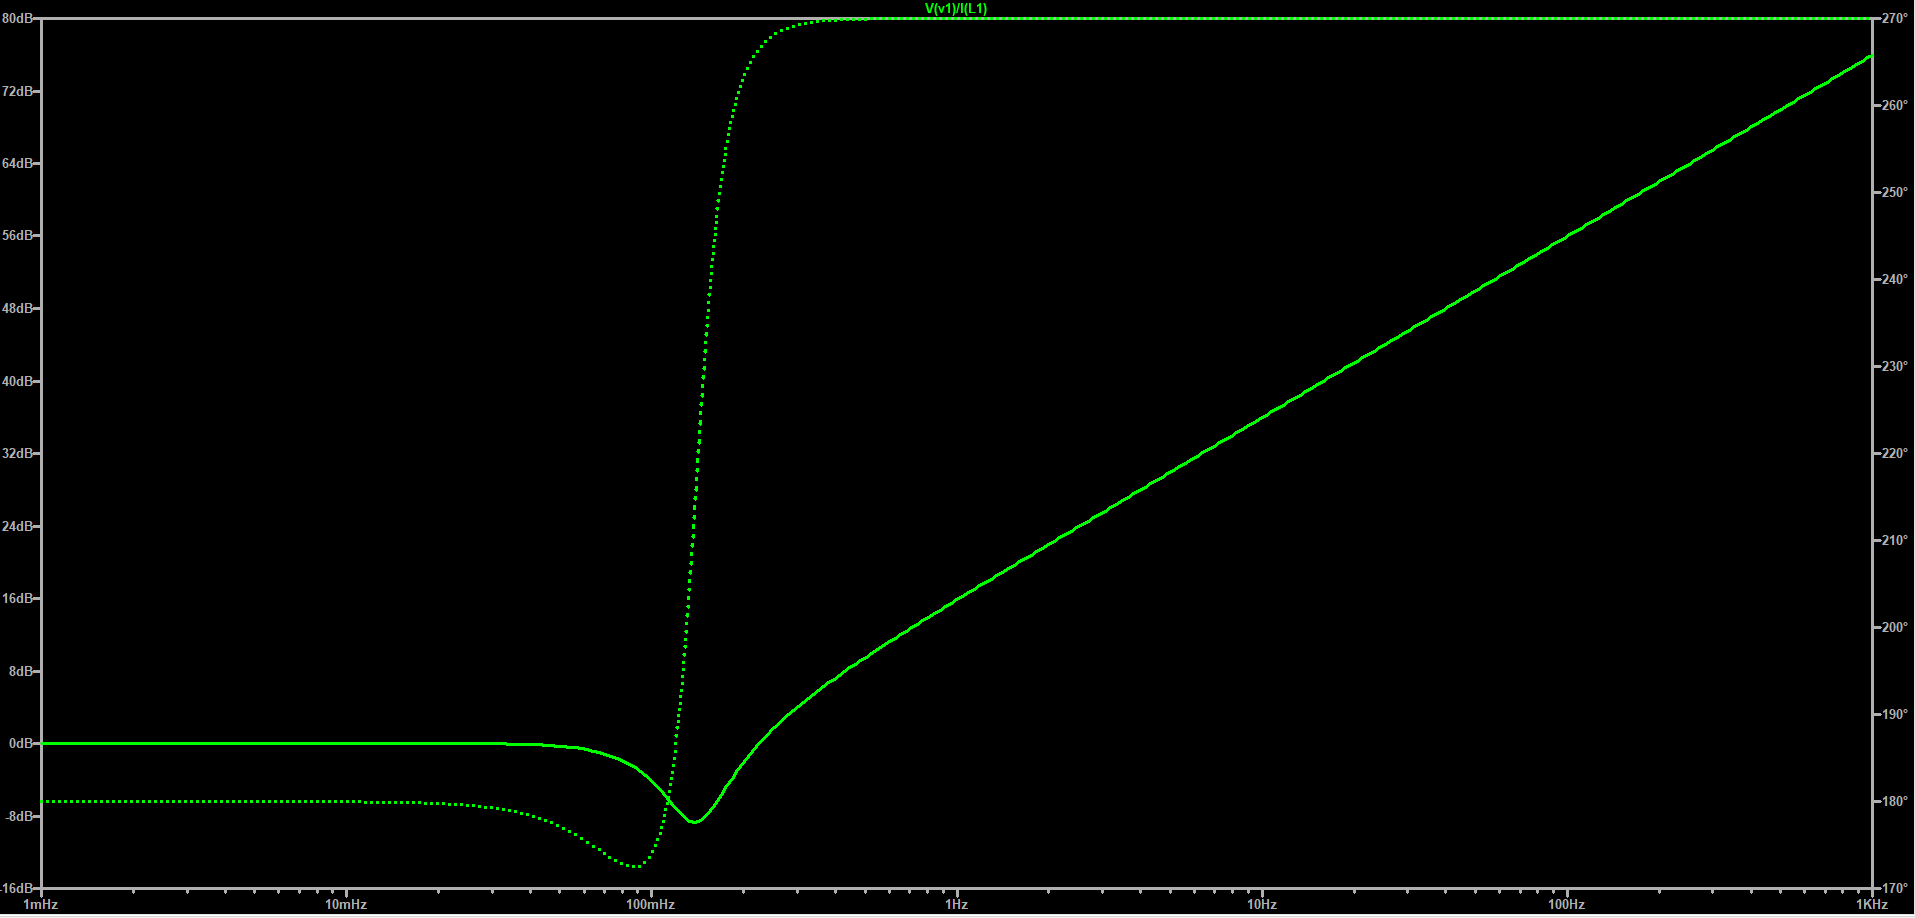 V(v1)/I(L1)
80dB
72dB
64dB
56dB
48dB
40dB
32dB
24dB
16dB
8dB
0dB
-8dB
-16dB
270°
260°
250°
240°
230°
220°
210°
200°
190°
180°
170°
1mHz 10mHz 100mHz 1Hz 10Hz 100Hz 1KHz